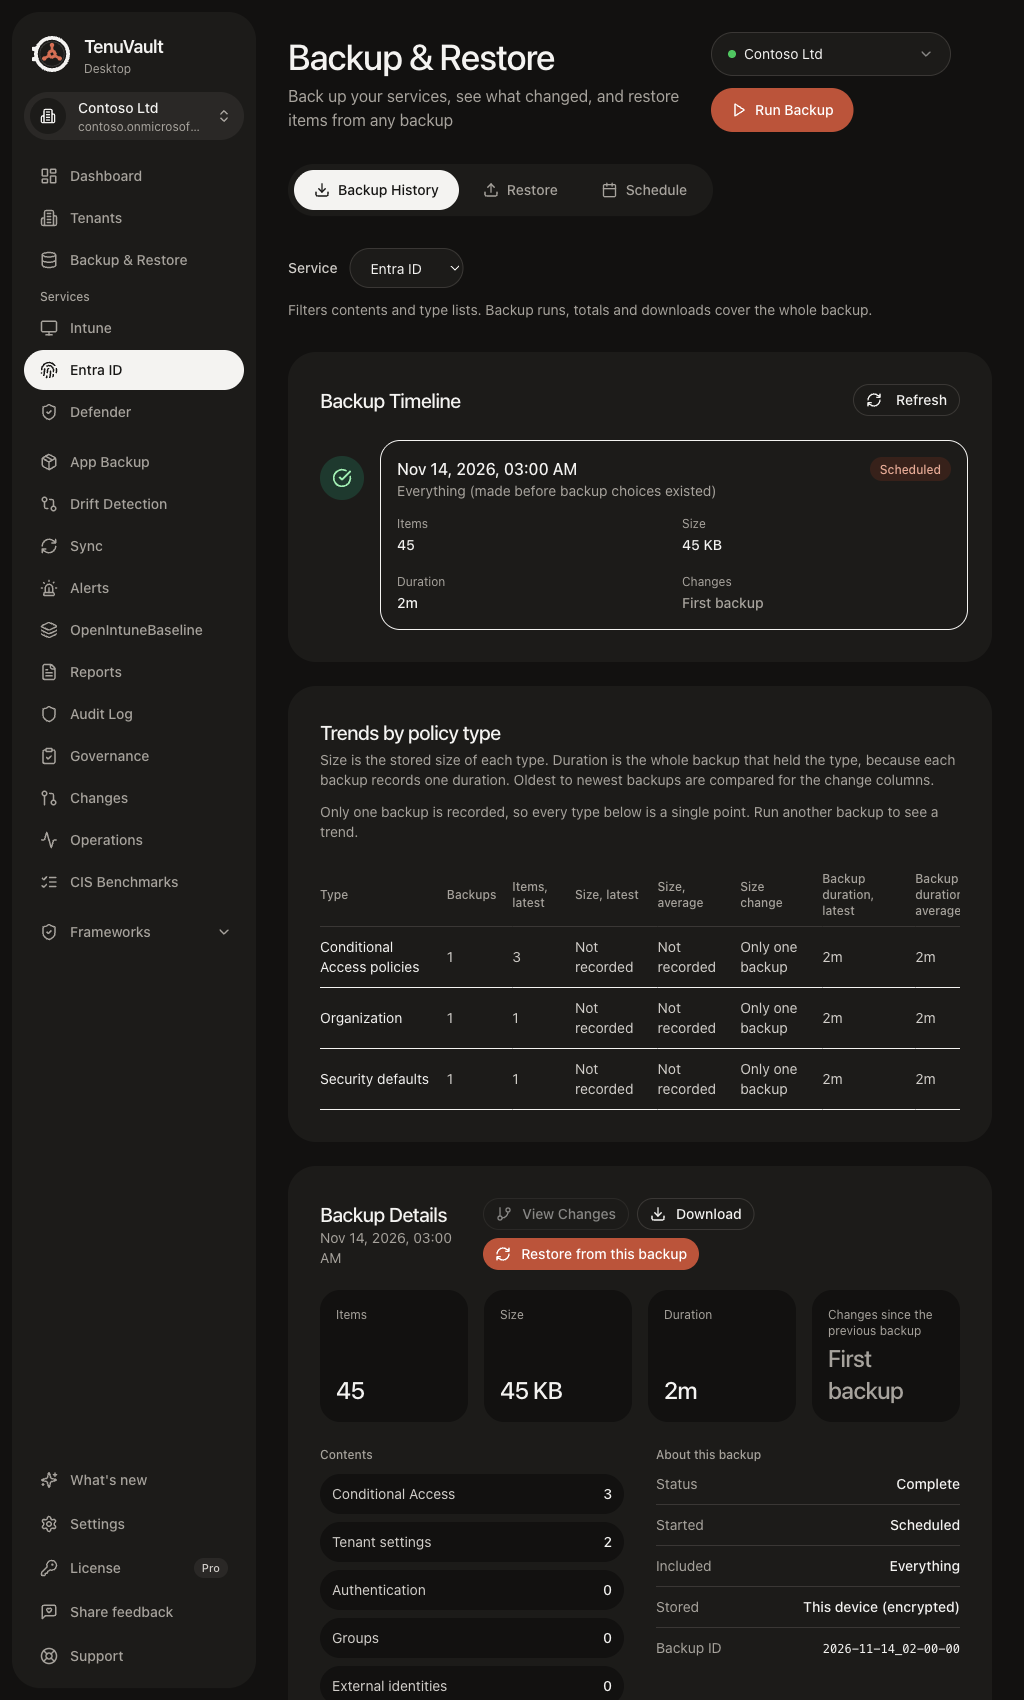 TenuVault
Desktop
Contoso Ltd
contoso.onmicrosof...
Dashboard
Tenants
Backup & Restore
Services
Intune
Entra ID
Defender
App Backup
Drift Detection
Sync
Alerts
OpenIntuneBaseline
Reports
Audit Log
Governance
Changes
Operations
CIS Benchmarks
Frameworks
What's new
Settings
License Pro
Share feedback
Support
Backup & Restore
Back up your services, see what changed, and restore
items from any backup
Contoso Ltd
Run Backup
Backup History Restore Schedule
Service Entra ID
Filters contents and type lists. Backup runs, totals and downloads cover the whole backup.
Backup Timeline
Refresh
Nov 14, 2026, 03:00 AM
Scheduled
Everything (made before backup choices existed)
Items Size
45 45 KB
Duration Changes
2m First backup
Trends by policy type
Size is the stored size of each type. Duration is the whole backup that held the type, because each
backup records one duration. Oldest to newest backups are compared for the change columns.
Only one backup is recorded, so every type below is a single point. Run another backup to see a
trend.
Type Backups Items, latest Size, latest Size, average Size change Backup duration, latest Backup duration average
Conditional Access policies 1 3 Not recorded Not recorded Only one backup 2m 2m
Organization 1 1 Not recorded Not recorded Only one backup 2m 2m
Security defaults 1 1 Not recorded Not recorded Only one backup 2m 2m
Backup Details
Nov 14, 2026, 03:00
AM
View Changes Download
Restore from this backup
Items
45
Size
45 KB
Duration
2m
Changes since the
previous backup
First
backup
Contents
Conditional Access 3
Tenant settings 2
Authentication 0
Groups 0
External identities 0
About this backup
Status Complete
Started Scheduled
Included Everything
Stored This device (encrypted)
Backup ID 2026-11-14_02-00-00